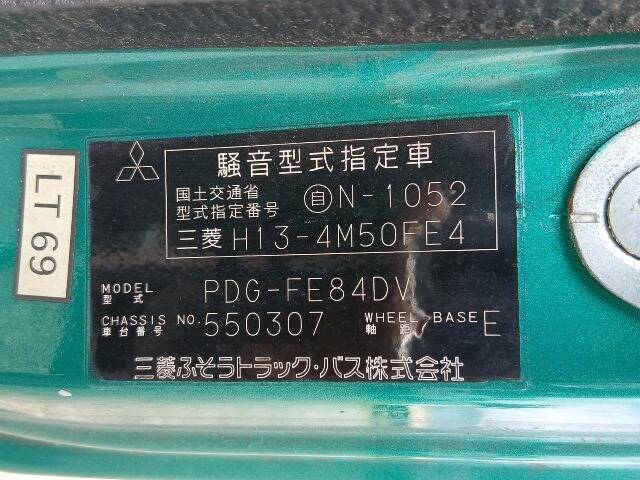 騒音型式指定車
国土交通省
型式指定番号 自N-1052
三菱 H13-4M50FE4
MODEL
型式 PDG-FE84DV
CHASSIS NO. 550307 WHEEL BASE E
車台番号 軸距
三菱ふそうトラック・バス株式会社
LT 69